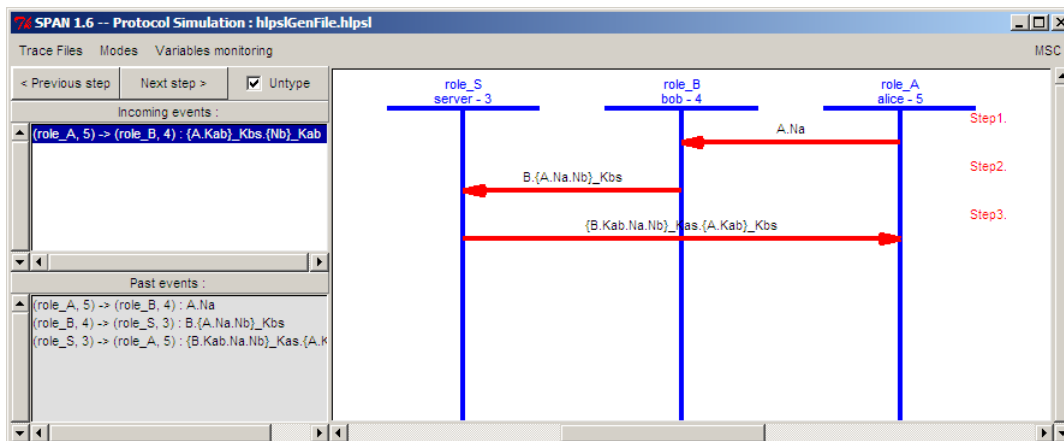 SPAN 1.6 -- Protocol Simulation : hlpslGenFile.hlpsl
Trace Files Modes Variables monitoring MSC
< Previous step Next step > Untype
Incoming events :
(role_A, 5) -> (role_B, 4) : {A.Kab}_Kbs.{Nb}_Kab
Past events :
(role_A, 5) -> (role_B, 4) : A.Na
(role_B, 4) -> (role_S, 3) : B.{A.Na.Nb}_Kbs
(role_S, 3) -> (role_A, 5) : {B.Kab.Na.Nb}_Kas.{A.K
role_S role_B role_A
server - 3 bob - 4 alice - 5
Step1.
A.Na
Step2.
B.{A.Na.Nb}_Kbs
Step3.
{B.Kab.Na.Nb}_Kas.{A.Kab}_Kbs